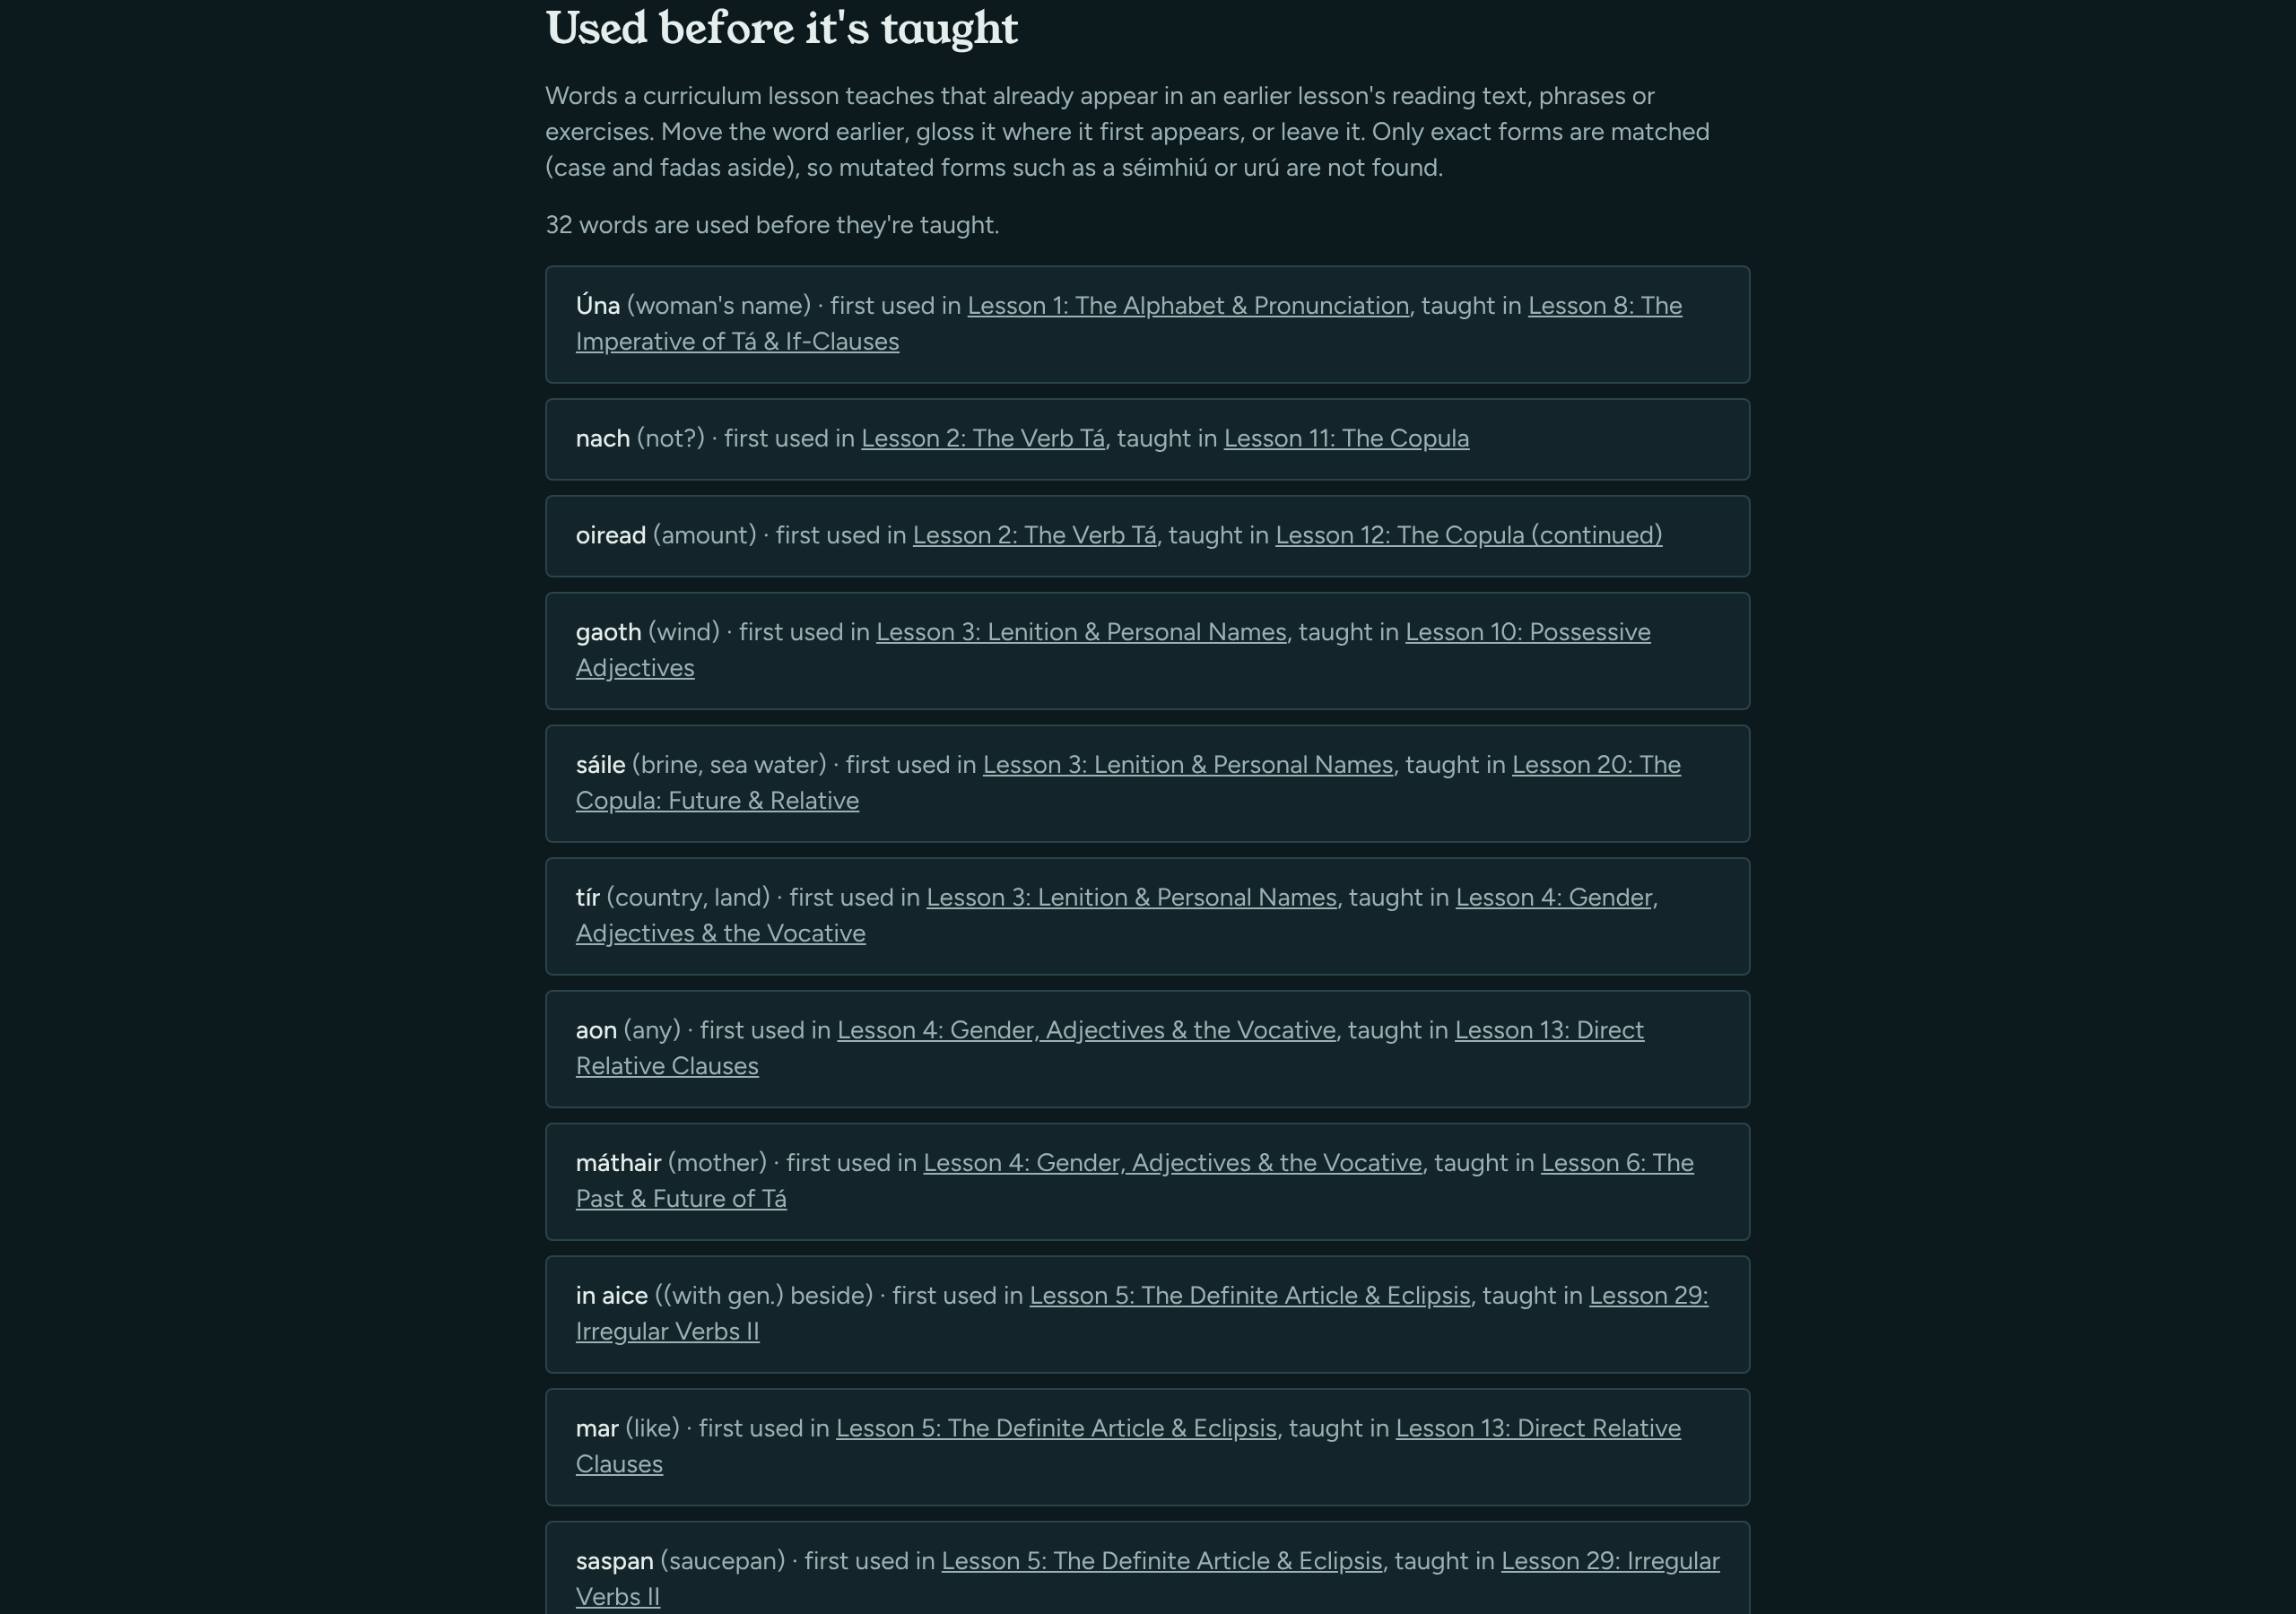 Used before it's taught
Words a curriculum lesson teaches that already appear in an earlier lesson's reading text, phrases or
exercises. Move the word earlier, gloss it where it first appears, or leave it. Only exact forms are matched
(case and fadas aside), so mutated forms such as a séimhiú or urú are not found.
32 words are used before they're taught.
Úna (woman's name) · first used in Lesson 1: The Alphabet & Pronunciation, taught in Lesson 8: The
Imperative of Tá & If-Clauses
nach (not?) · first used in Lesson 2: The Verb Tá, taught in Lesson 11: The Copula
oiread (amount) · first used in Lesson 2: The Verb Tá, taught in Lesson 12: The Copula (continued)
gaoth (wind) · first used in Lesson 3: Lenition & Personal Names, taught in Lesson 10: Possessive
Adjectives
sáile (brine, sea water) · first used in Lesson 3: Lenition & Personal Names, taught in Lesson 20: The
Copula: Future & Relative
tír (country, land) · first used in Lesson 3: Lenition & Personal Names, taught in Lesson 4: Gender,
Adjectives & the Vocative
aon (any) · first used in Lesson 4: Gender, Adjectives & the Vocative, taught in Lesson 13: Direct
Relative Clauses
máthair (mother) · first used in Lesson 4: Gender, Adjectives & the Vocative, taught in Lesson 6: The
Past & Future of Tá
in aice ((with gen.) beside) · first used in Lesson 5: The Definite Article & Eclipsis, taught in Lesson 29:
Irregular Verbs II
mar (like) · first used in Lesson 5: The Definite Article & Eclipsis, taught in Lesson 13: Direct Relative
Clauses
saspan (saucepan) · first used in Lesson 5: The Definite Article & Eclipsis, taught in Lesson 29: Irregular
Verbs II